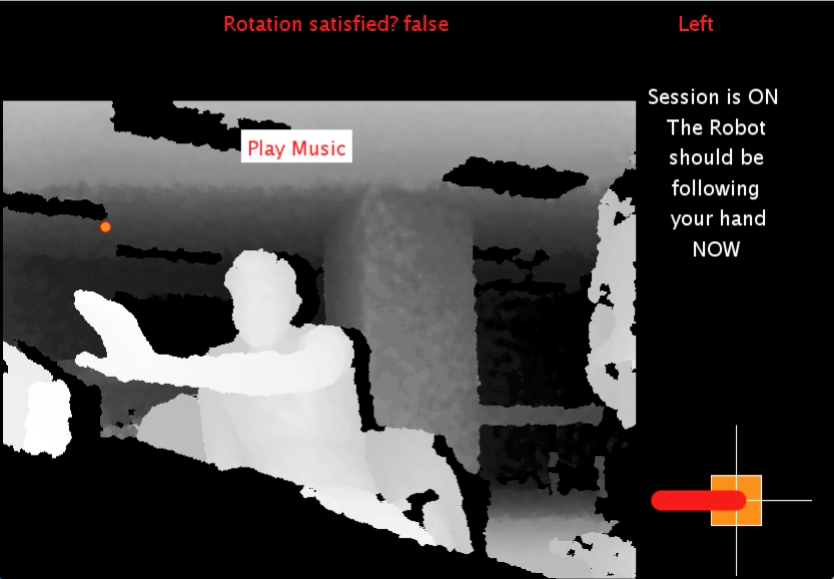 Rotation satisfied? false
Left
Play Music
Session is ON
The Robot
should be
following
your hand
NOW